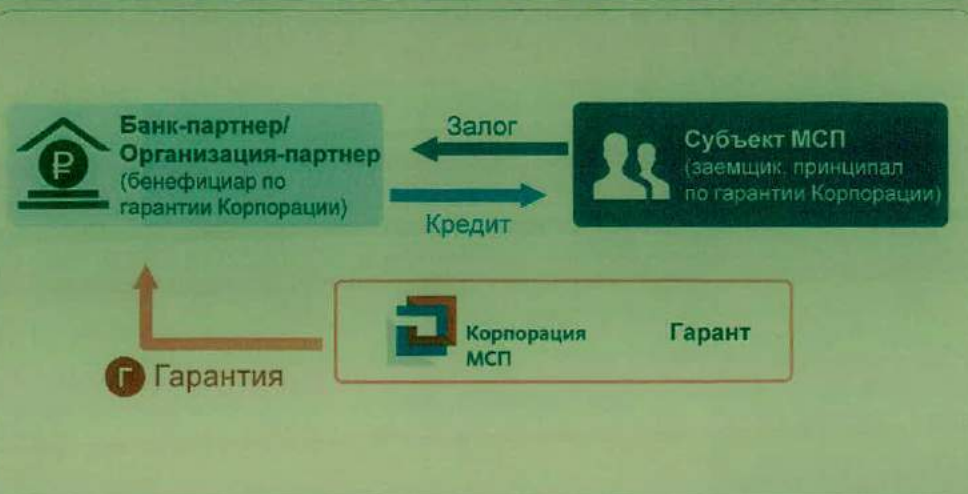 Банк-партнер/
Организация-партнер
(бенефициар по
гарантии Корпорации)
Залог
Кредит
Субъект МСП
(заемщик, принципал
по гарантии Корпорации)
Г Гарантия
Корпорация
МСП
Гарант